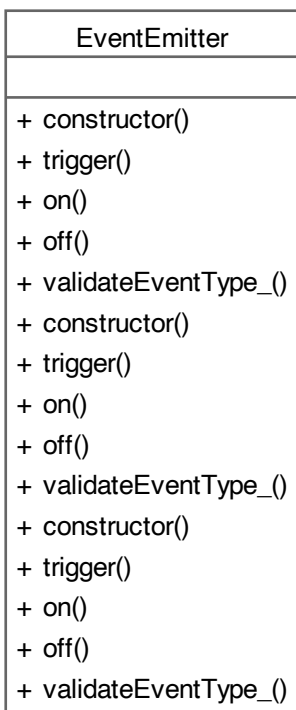 EventEmitter
+ constructor()
+ trigger()
+ on()
+ off()
+ validateEventType_()
+ constructor()
+ trigger()
+ on()
+ off()
+ validateEventType_()
+ constructor()
+ trigger()
+ on()
+ off()
+ validateEventType_()